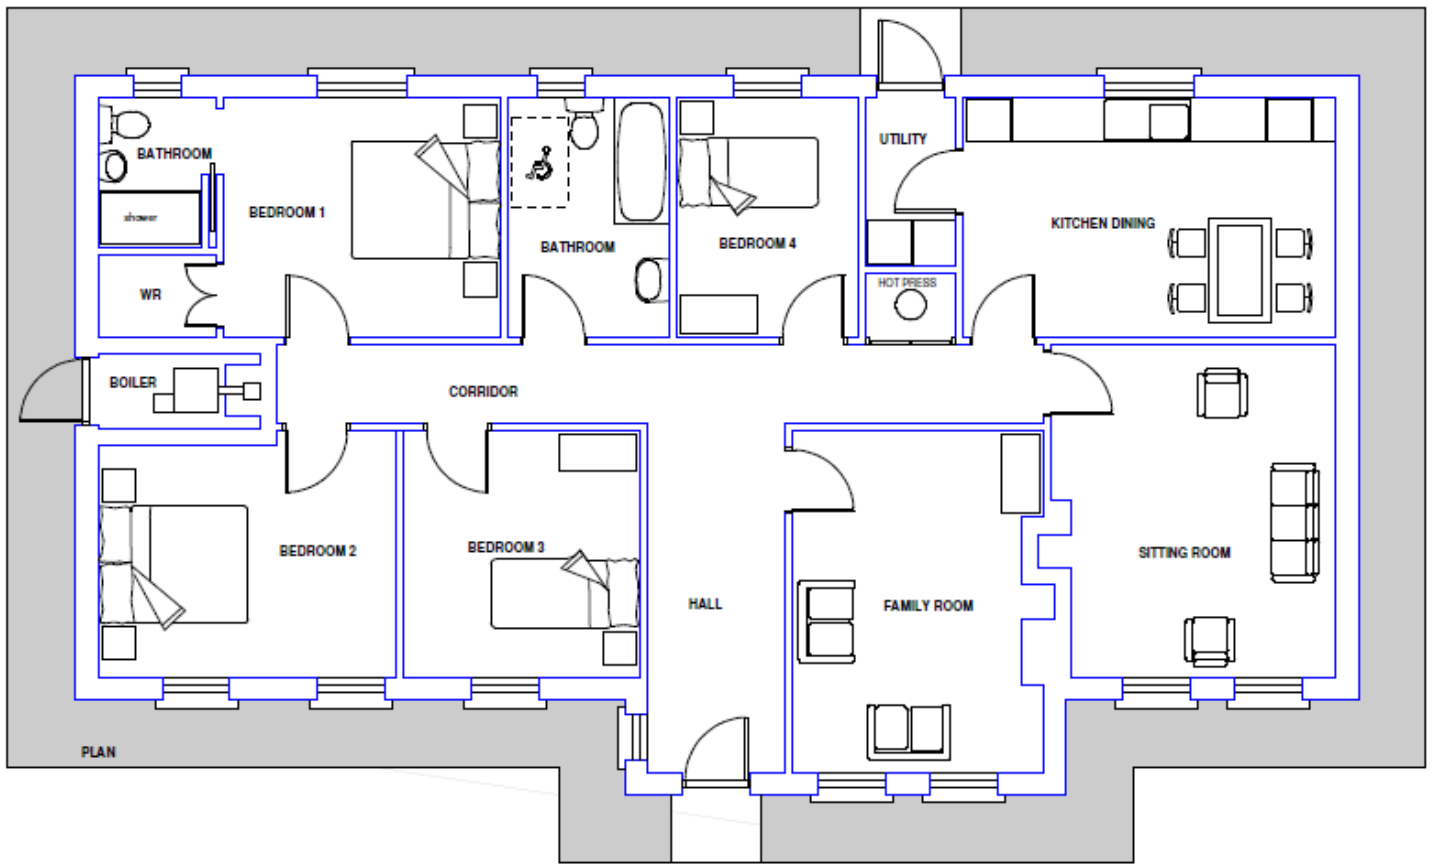 UTILITY
BATHROOM
shower
BEDROOM 1
BATHROOM
BEDROOM 4
KITCHEN DINING
WR
HOT PRESS
BOILER
CORRIDOR
BEDROOM 2
BEDROOM 3
HALL
FAMILY ROOM
SITTING ROOM
PLAN